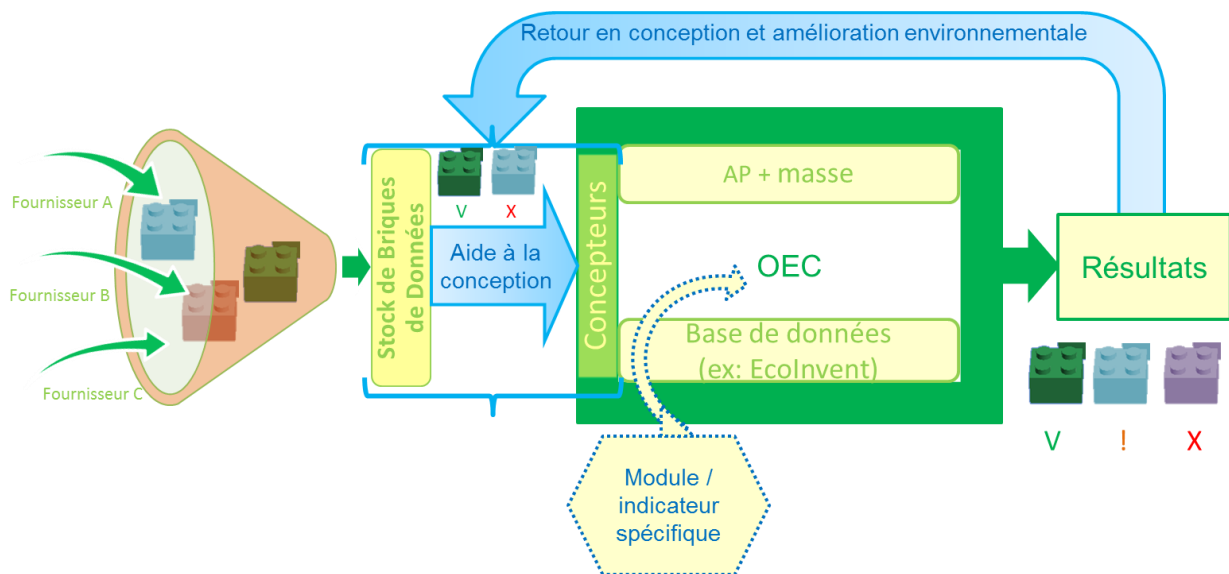 Retour en conception et amélioration environnementale
Fournisseur A
Fournisseur B
Fournisseur C
Stock de Briques
de Données
V
X
Aide à la
conception
Concepteurs
AP + masse
OEC
Base de données
(ex: EcoInvent)
Module /
indicateur
spécifique
Résultats
V
!
X